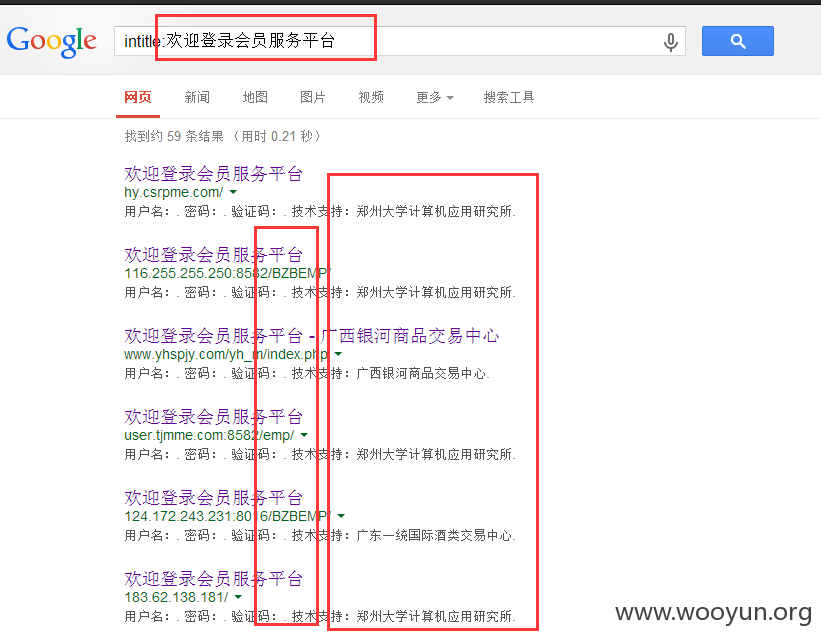 Google
intitle:欢迎登录会员服务平台
网页 新闻 地图 图片 视频 更多 搜索工具
找到约 59 条结果 （用时 0.21 秒）
欢迎登录会员服务平台
hy.csrpme.com/
用户名：. 密码：. 验证码：. 技术支持：郑州大学计算机应用研究所.
欢迎登录会员服务平台
116.255.255.250:8582/BZBEMP/
用户名：. 密码：. 验证码：. 技术支持：郑州大学计算机应用研究所.
欢迎登录会员服务平台 - 广西银河商品交易中心
www.yhspjy.com/yh_m/index.php
用户名：. 密码：. 验证码：. 技术支持：广西银河商品交易中心.
欢迎登录会员服务平台
user.tjmme.com:8582/emp/
用户名：. 密码：. 验证码：. 技术支持：郑州大学计算机应用研究所.
欢迎登录会员服务平台
124.172.243.231:8016/BZBEMP/
用户名：. 密码：. 验证码：. 技术支持：广东一统国际酒类交易中心.
欢迎登录会员服务平台
183.62.138.181/
用户名：. 密码：. 验证码：. 技术支持：郑州大学计算机应用研究所.
www.wooyun.org